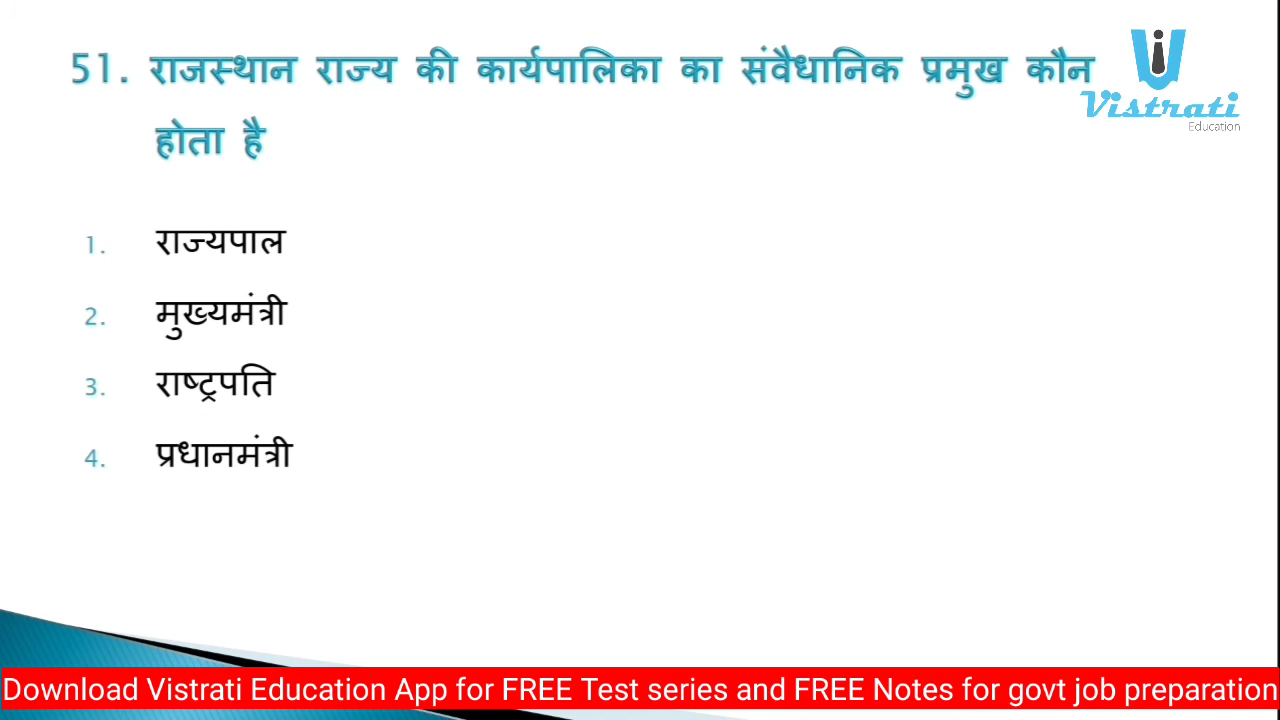 51. राजस्थान राज्य की कार्यपालिका का संवैधानिक प्रमुख कौन
होता है
Vistrati
Education
1. राज्यपाल
2. मुख्यमंत्री
3. राष्ट्रपति
4. प्रधानमंत्री
Download Vistrati Education App for FREE Test series and FREE Notes for govt job preparation